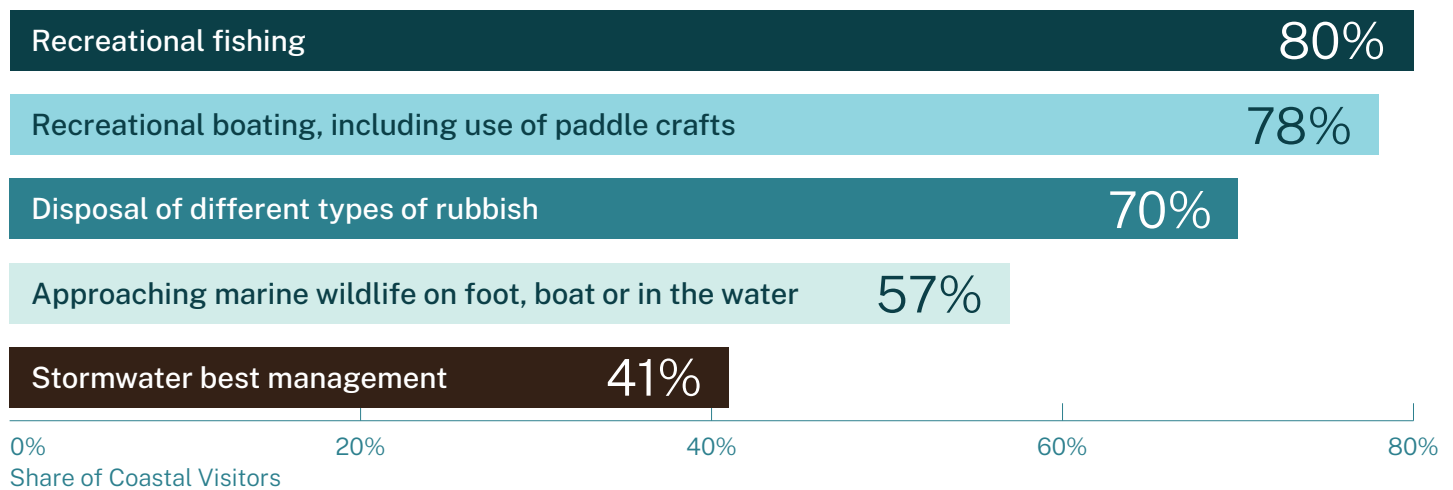 Recreational fishing 80%
Recreational boating, including use of paddle crafts 78%
Disposal of different types of rubbish 70%
Approaching marine wildlife on foot, boat or in the water 57%
Stormwater best management 41%
0% 20% 40% 60% 80%
Share of Coastal Visitors